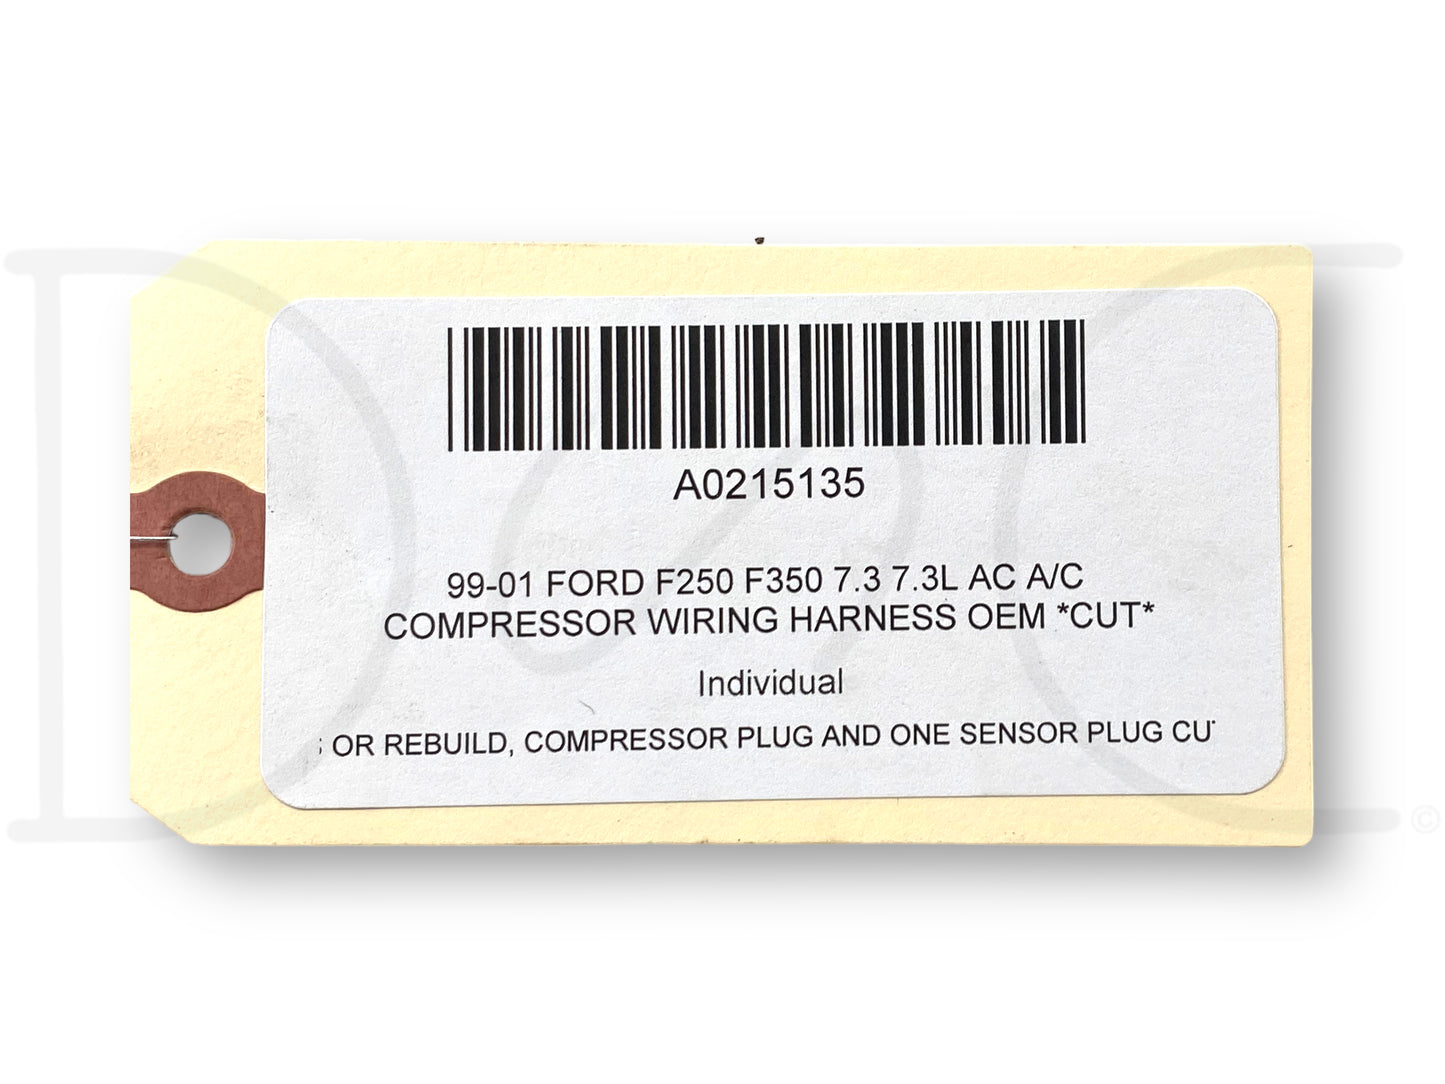 A0215135
99-01 FORD F250 F350 7.3 7.3L AC A/C
COMPRESSOR WIRING HARNESS OEM *CUT*
Individual
OR REBUILD, COMPRESSOR PLUG AND ONE SENSOR PLUG CUT
©